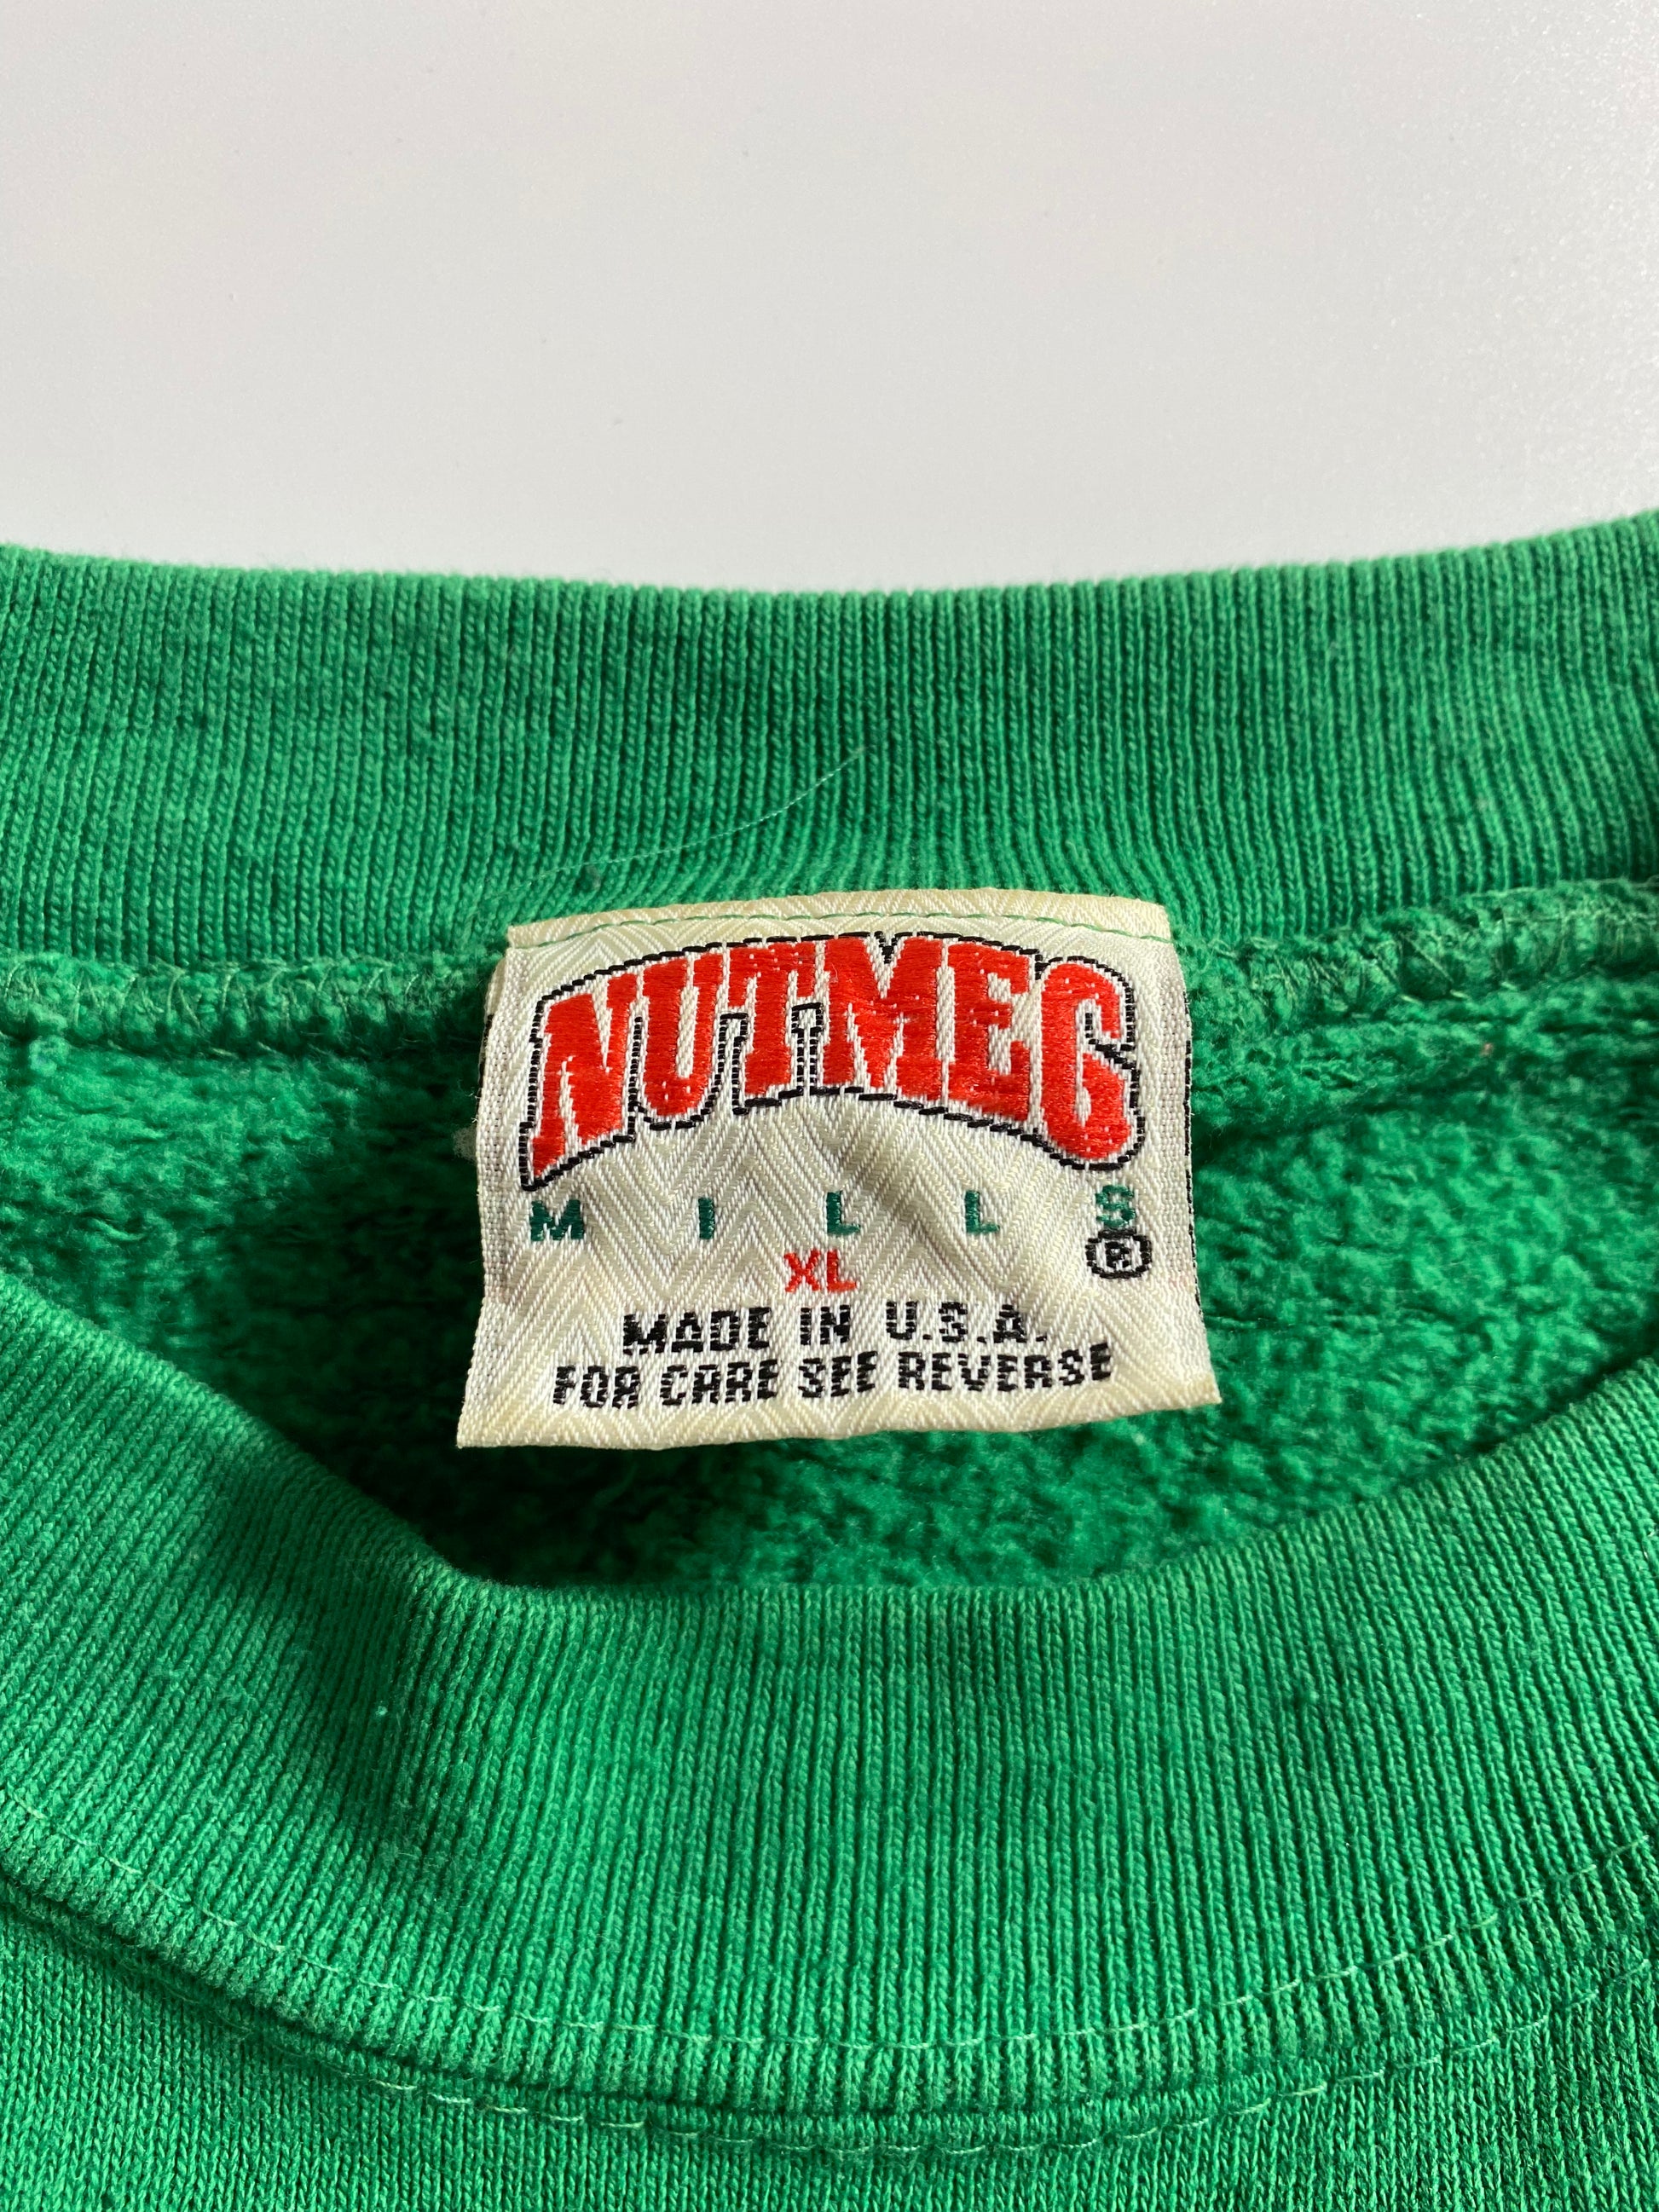 NUTMEG
MILLS
®
XL
MADE IN U.S.A.
FOR CARE SEE REVERSE